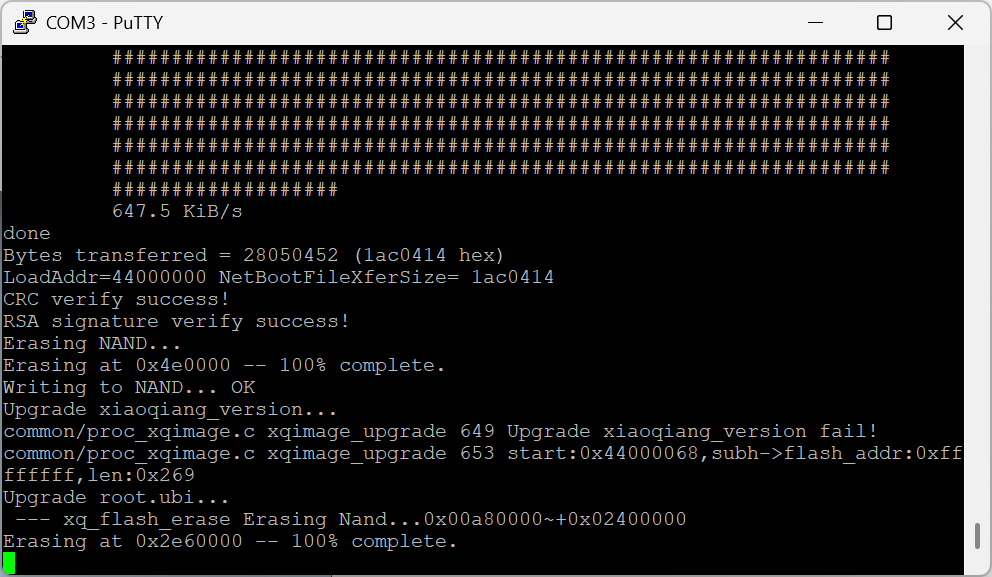 COM3 - PuTTY
#################################################################
#################################################################
#################################################################
#################################################################
#################################################################
#################################################################
###################
647.5 KiB/s
done
Bytes transferred = 28050452 (1ac0414 hex)
LoadAddr=44000000 NetBootFileXferSize= 1ac0414
CRC verify success!
RSA signature verify success!
Erasing NAND...
Erasing at 0x4e0000 -- 100% complete.
Writing to NAND... OK
Upgrade xiaoqiang_version...
common/proc_xqimage.c xqimage_upgrade 649 Upgrade xiaoqiang_version fail!
common/proc_xqimage.c xqimage_upgrade 653 start:0x44000068,subh->flash_addr:0xff
ffffff,len:0x269
Upgrade root.ubi...
 --- xq_flash_erase Erasing Nand...0x00a80000~+0x02400000
Erasing at 0x2e60000 -- 100% complete.